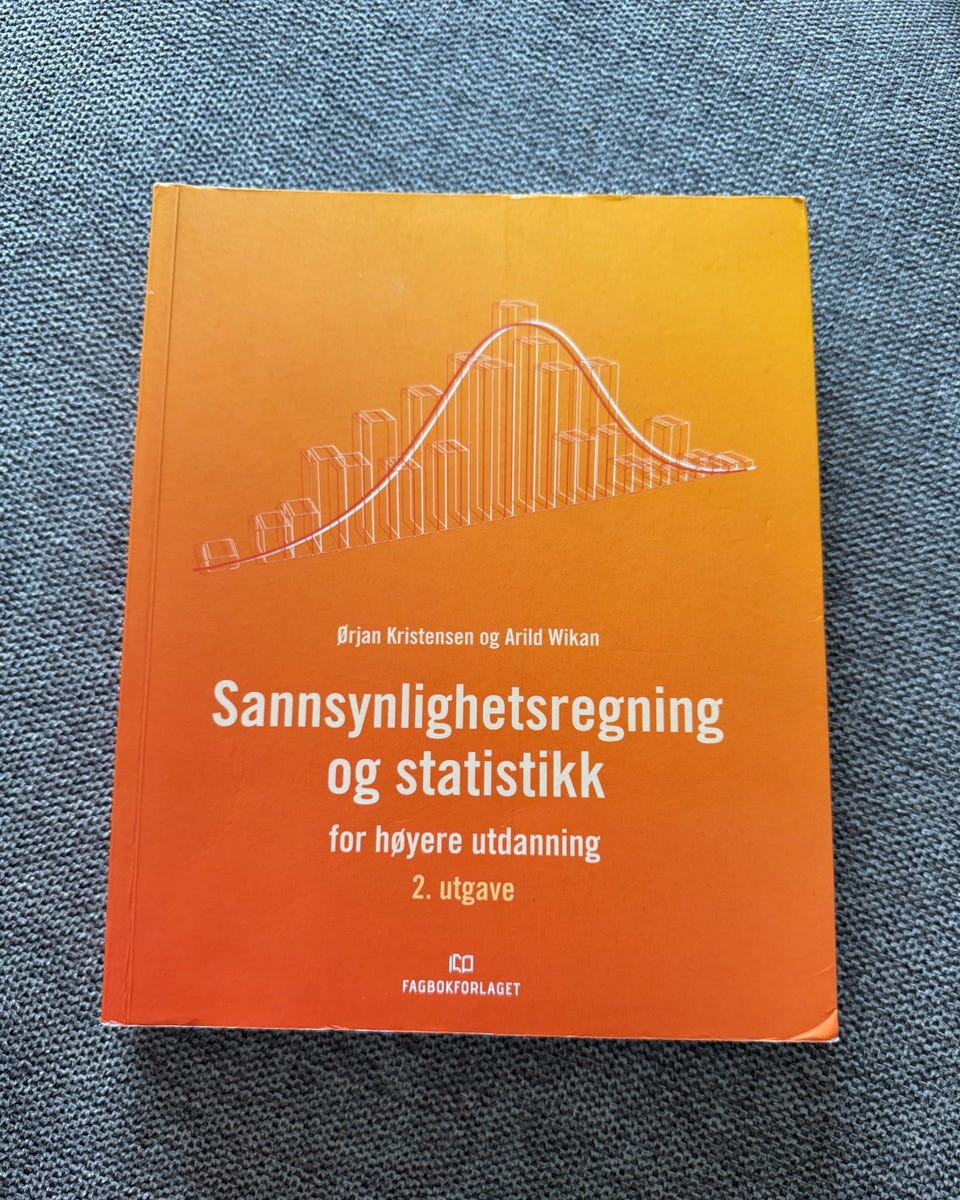 Ørjan Kristensen og Arild Wikan
Sannsynlighetsregning
og statistikk
for høyere utdanning
2. utgave
FAGBOKFORLAGET